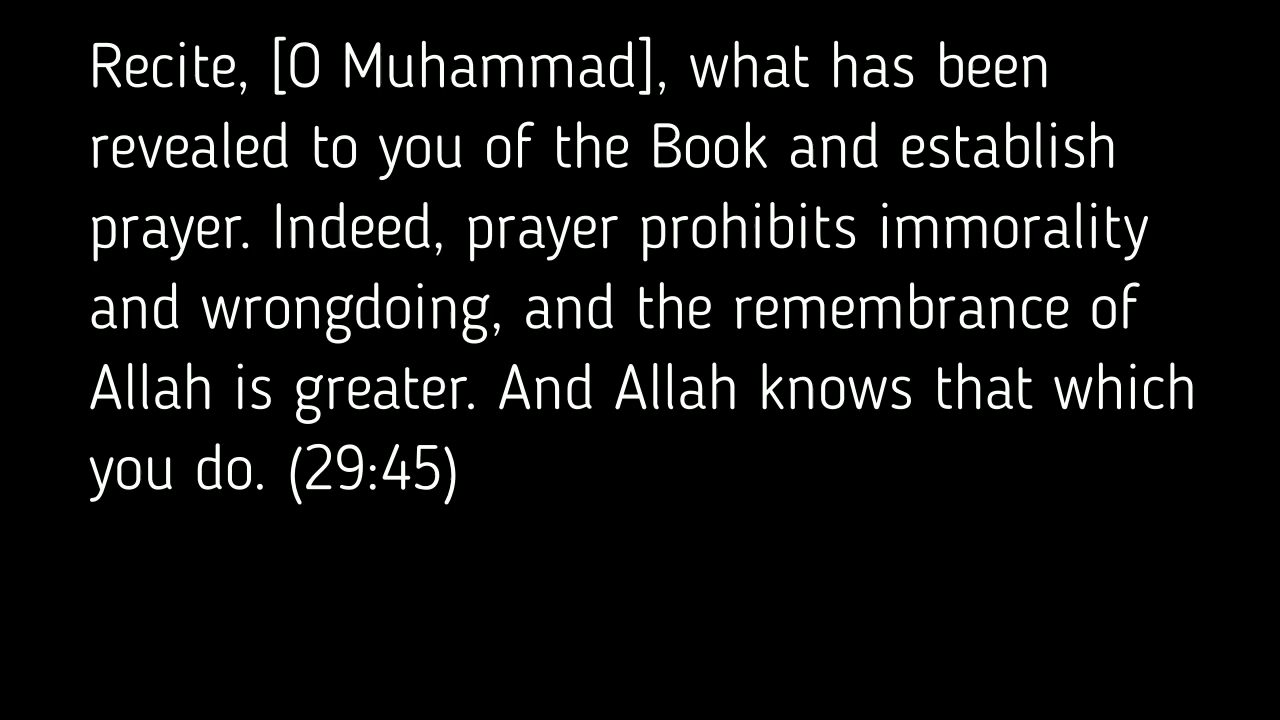 Recite, [O Muhammad], what has been
revealed to you of the Book and establish
prayer. Indeed, prayer prohibits immorality
and wrongdoing, and the remembrance of
Allah is greater. And Allah knows that which
you do. (29:45)